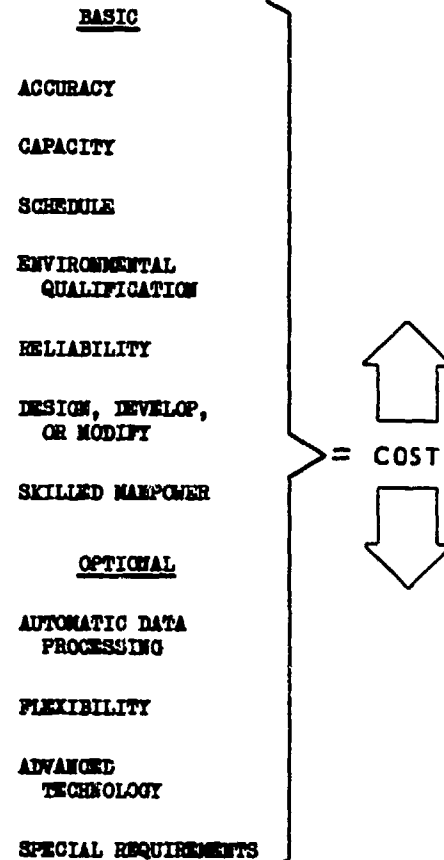 BASIC
ACCURACY
CAPACITY
SCHEDULE
ENVIRONMENTAL
QUALIFICATION
RELIABILITY
DESIGN, DEVELOP,
OR MODIFY
SKILLED MANPOWER
= COST
OPTIONAL
AUTOMATIC DATA
PROCESSING
FLEXIBILITY
ADVANCED
TECHNOLOGY
SPECIAL REQUIREMENTS